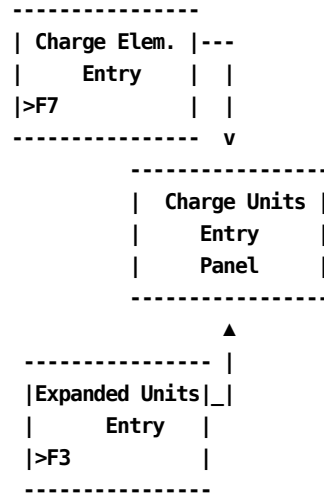 ----------------
| Charge Elem. |---
|     Entry    |  |
|>F7           |  |
----------------  v
-----------------
|  Charge Units |
|     Entry     |
|     Panel     |
-----------------
▲
---------------- |
|Expanded Units|_|
|     Entry    |
|>F3           |
----------------